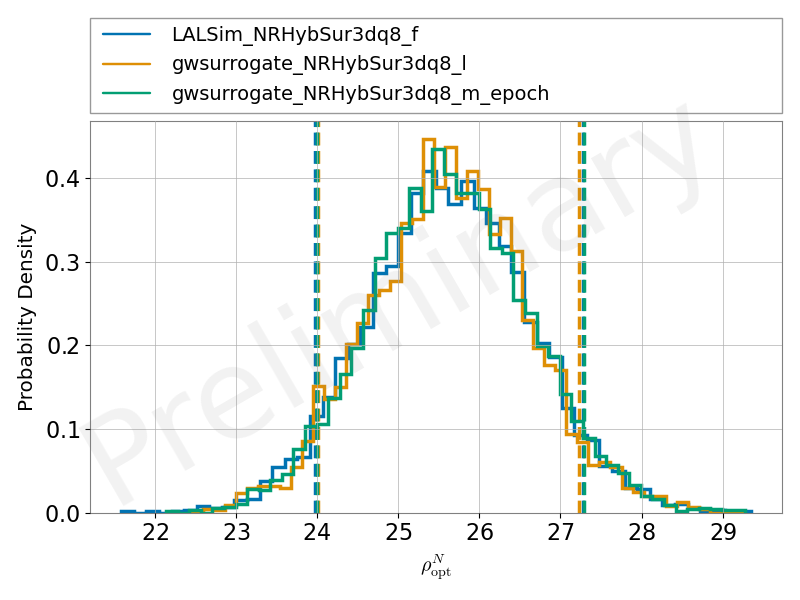 LALSim_NRHybSur3dq8_f
gwsurrogate_NRHybSur3dq8_l
gwsurrogate_NRHybSur3dq8_m_epoch
Preliminary
Probability Density
0.4
0.3
0.2
0.1
0.0
22 23 24 25 26 27 28 29
ρ_opt^N